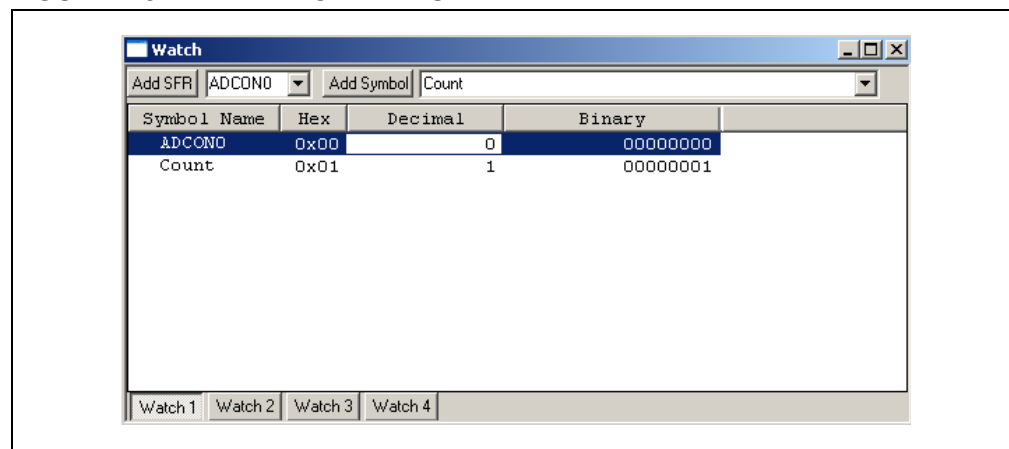 Watch
Add SFR ADCON0 Add Symbol Count
Symbol Name Hex Decimal Binary
ADCON0 0x00 0 00000000
Count 0x01 1 00000001
Watch 1 Watch 2 Watch 3 Watch 4